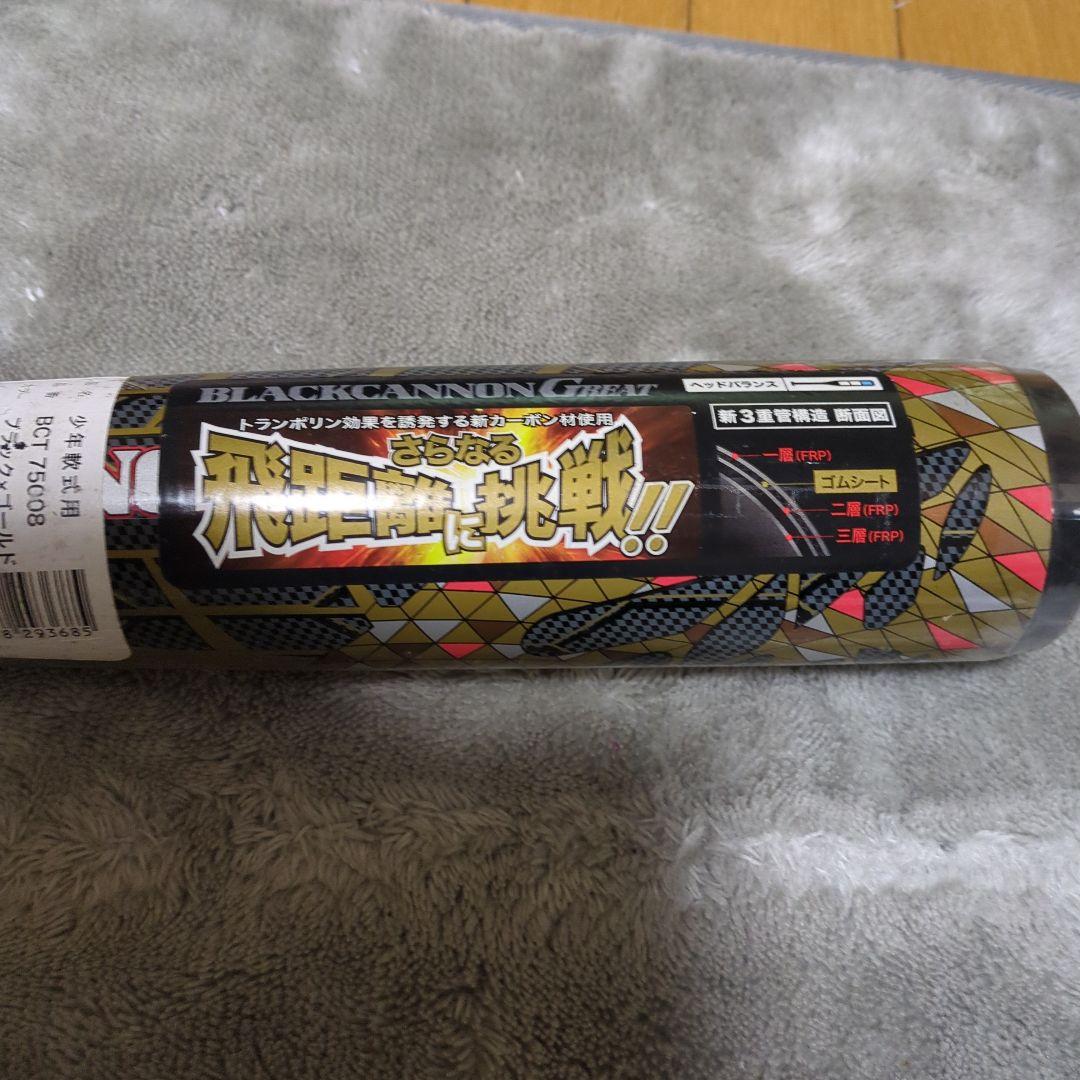 BLACKCANNON GREAT
トランポリン効果を誘発する新カーボン材使用
さらなる
飛距離に挑戦!!
ヘッドバランス
新3重管構造 断面図
一層(FRP)
ゴムシート
二層(FRP)
三層(FRP)
少年軟式用
BCT 75008
ブラック×ゴールド
8 293685